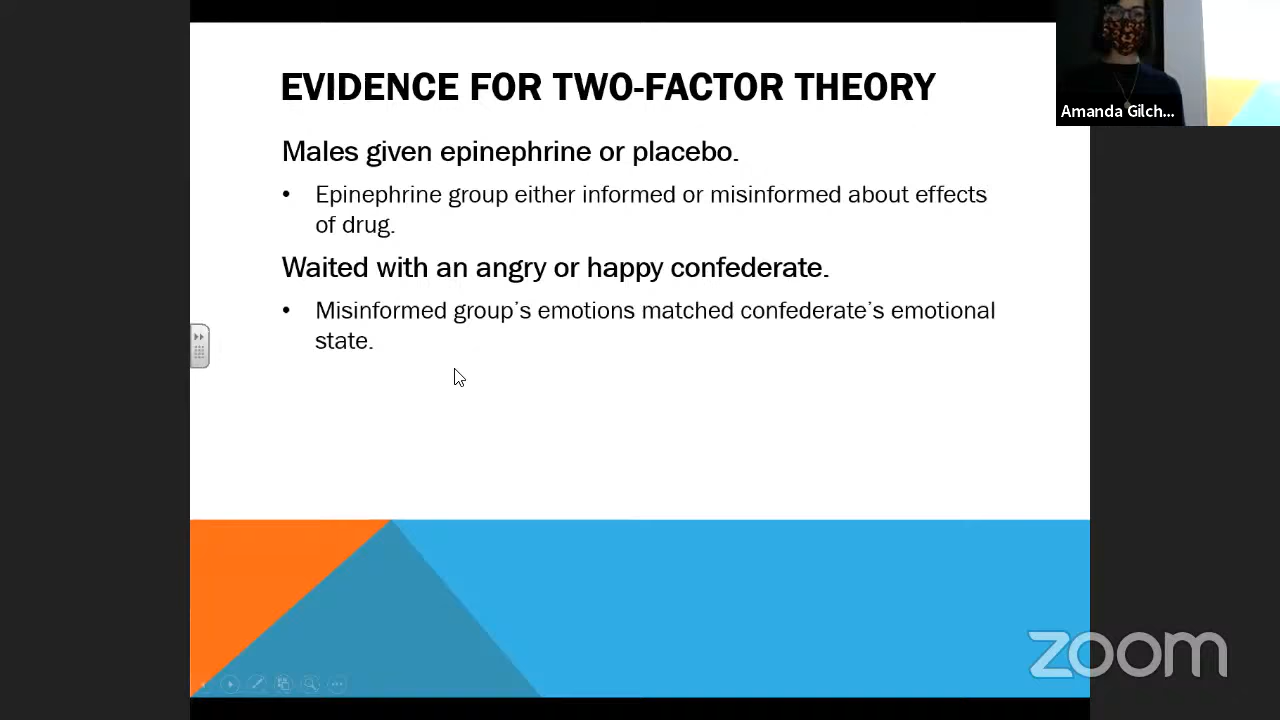 EVIDENCE FOR TWO-FACTOR THEORY
Males given epinephrine or placebo.
• Epinephrine group either informed or misinformed about effects
of drug.
Waited with an angry or happy confederate.
• Misinformed group's emotions matched confederate's emotional
state.
Amanda Gilch...
zoom